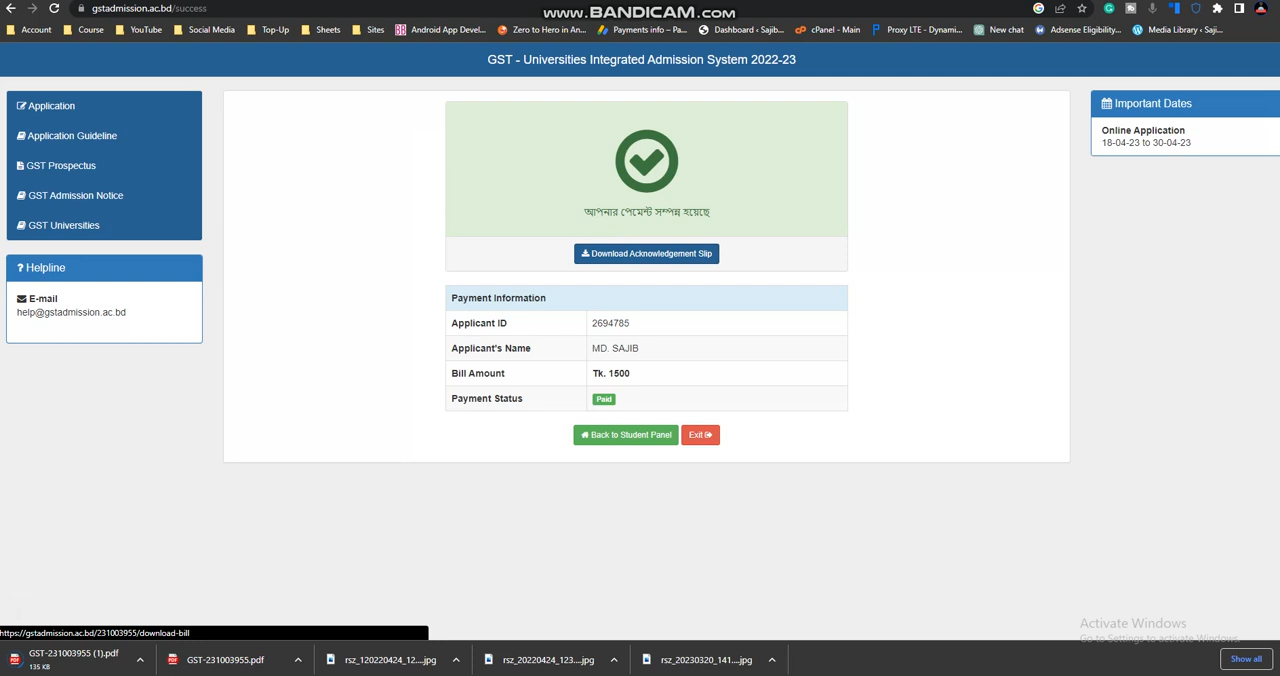 gstadmission.ac.bd/success
www.BANDICAM.com
Account
Course
YouTube
Social Media
Top-Up
Sheets
Sites
Android App Devel...
Zero to Hero in An...
Payments info – Pa...
Dashboard ‹ Sajib...
cPanel - Main
Proxy LTE - Dynami...
New chat
Adsense Eligibility...
Media Library ‹ Saji...
GST - Universities Integrated Admission System 2022-23
Application
Application Guideline
GST Prospectus
GST Admission Notice
GST Universities
? Helpline
E-mail
help@gstadmission.ac.bd
আপনার পেমেন্ট সম্পন্ন হয়েছে
Download Acknowledgement Slip
Payment Information
Applicant ID 2694785
Applicant's Name MD. SAJIB
Bill Amount Tk. 1500
Payment Status Paid
Back to Student Panel Exit
Important Dates
Online Application
18-04-23 to 30-04-23
Activate Windows
Go to Settings to activate Windows.
https://gstadmission.ac.bd/231003955/download-bill
GST-231003955 (1).pdf
135 KB
GST-231003955.pdf
rsz_120220424_12....jpg
rsz_20220424_123....jpg
rsz_20230320_141....jpg
Show all